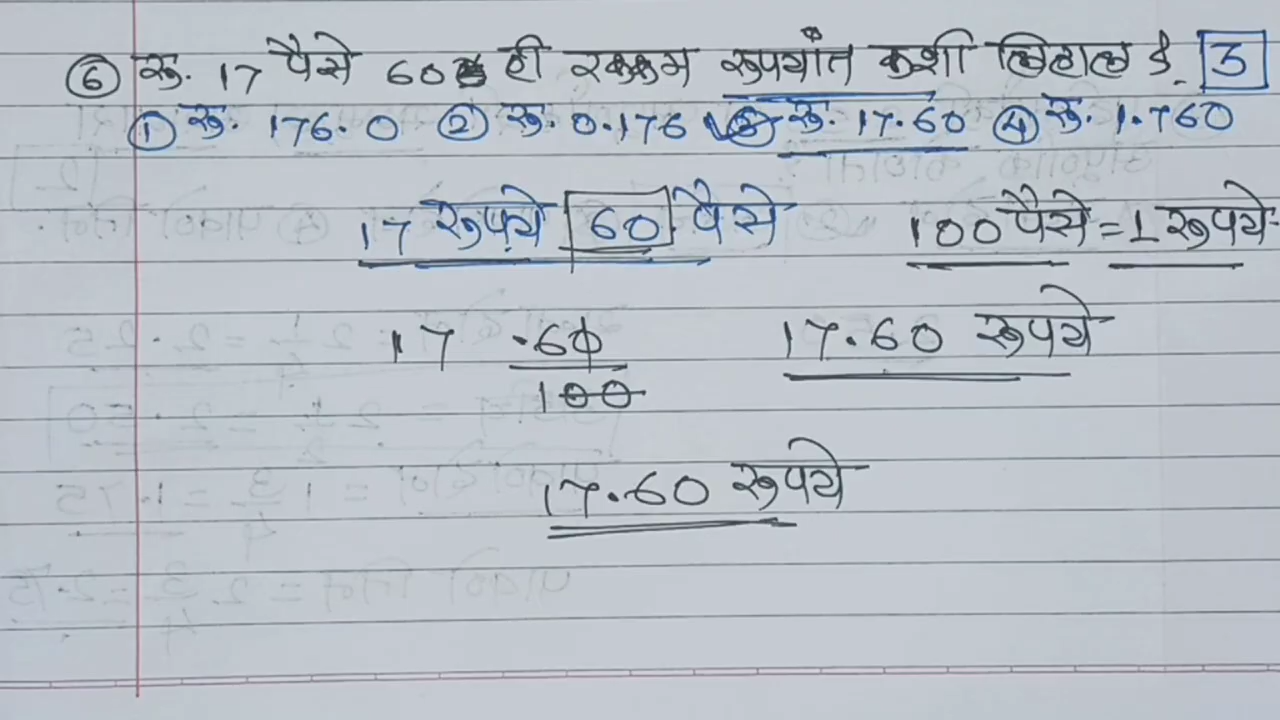 ⑥ रू. 17 पैसे 60 ही रक्कम रूपयांत कशी लिहाल ? 3
① रू. 176.0 ② रू. 0.176 ③ रू. 17.60 ④ रू. 1.760
17 रूपये 60 पैसे 100 पैसे = 1 रूपये
17 .60 17.60 रूपये
100
17.60 रूपये